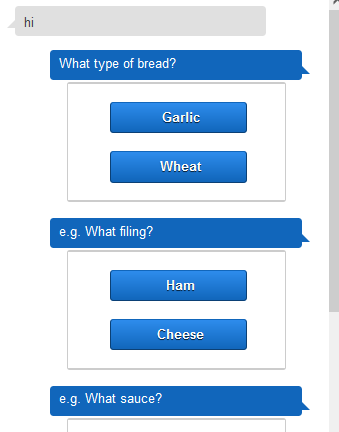 hi
What type of bread?
Garlic
Wheat
e.g. What filing?
Ham
Cheese
e.g. What sauce?